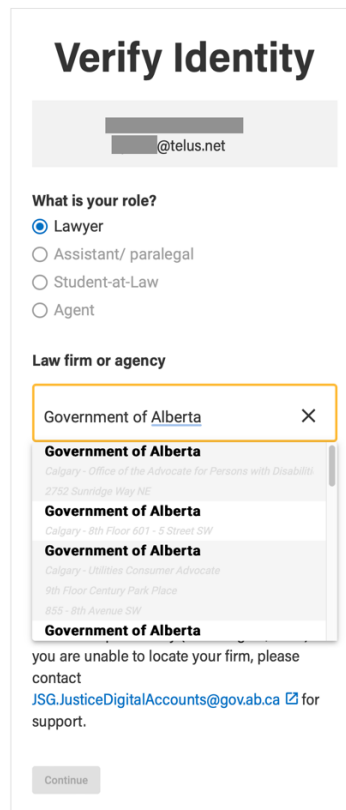 Verify Identity
@telus.net
What is your role?
Lawyer
Assistant/ paralegal
Student-at-Law
Agent
Law firm or agency
Government of Alberta
Government of Alberta
Calgary - Office of the Advocate for Persons with Disabiliti
2752 Sunridge Way NE
Government of Alberta
Calgary - 8th Floor 601 - 5 Street SW
Government of Alberta
Calgary - Utilities Consumer Advocate
9th Floor Century Park Place
855 - 8th Avenue SW
Government of Alberta
you are unable to locate your firm, please
contact
JSG.JusticeDigitalAccounts@gov.ab.ca for
support.
Continue